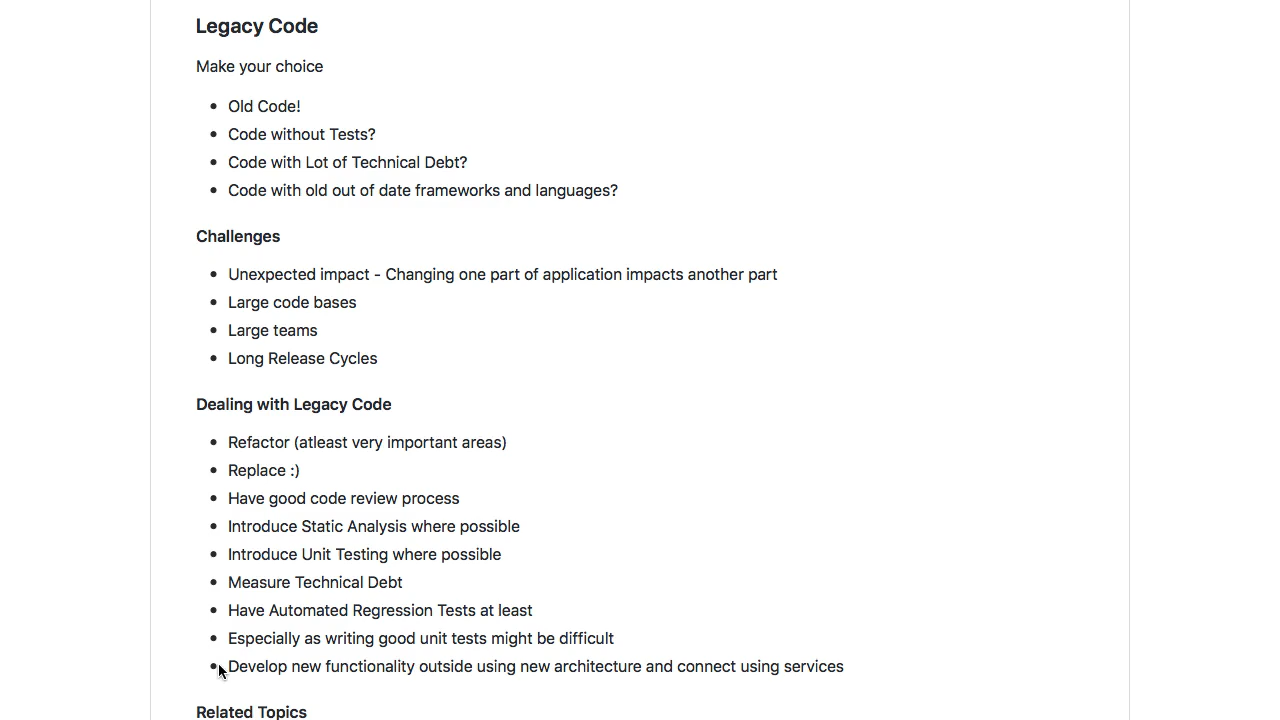 Legacy Code
Make your choice
Old Code!
Code without Tests?
Code with Lot of Technical Debt?
Code with old out of date frameworks and languages?
Challenges
Unexpected impact - Changing one part of application impacts another part
Large code bases
Large teams
Long Release Cycles
Dealing with Legacy Code
Refactor (atleast very important areas)
Replace :)
Have good code review process
Introduce Static Analysis where possible
Introduce Unit Testing where possible
Measure Technical Debt
Have Automated Regression Tests at least
Especially as writing good unit tests might be difficult
Develop new functionality outside using new architecture and connect using services
Related Topics